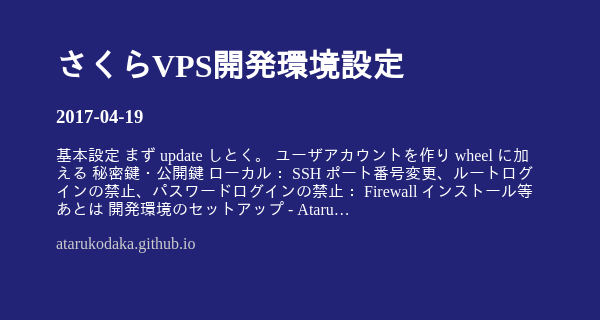 さくらVPS開発環境設定
2017-04-19
基本設定 まず update しとく。 ユーザアカウントを作り wheel に加
える 秘密鍵・公開鍵 ローカル： SSH ポート番号変更、ルートログ
インの禁止、パスワードログインの禁止： Firewall インストール等
あとは 開発環境のセットアップ - Ataru…
atarukodaka.github.io